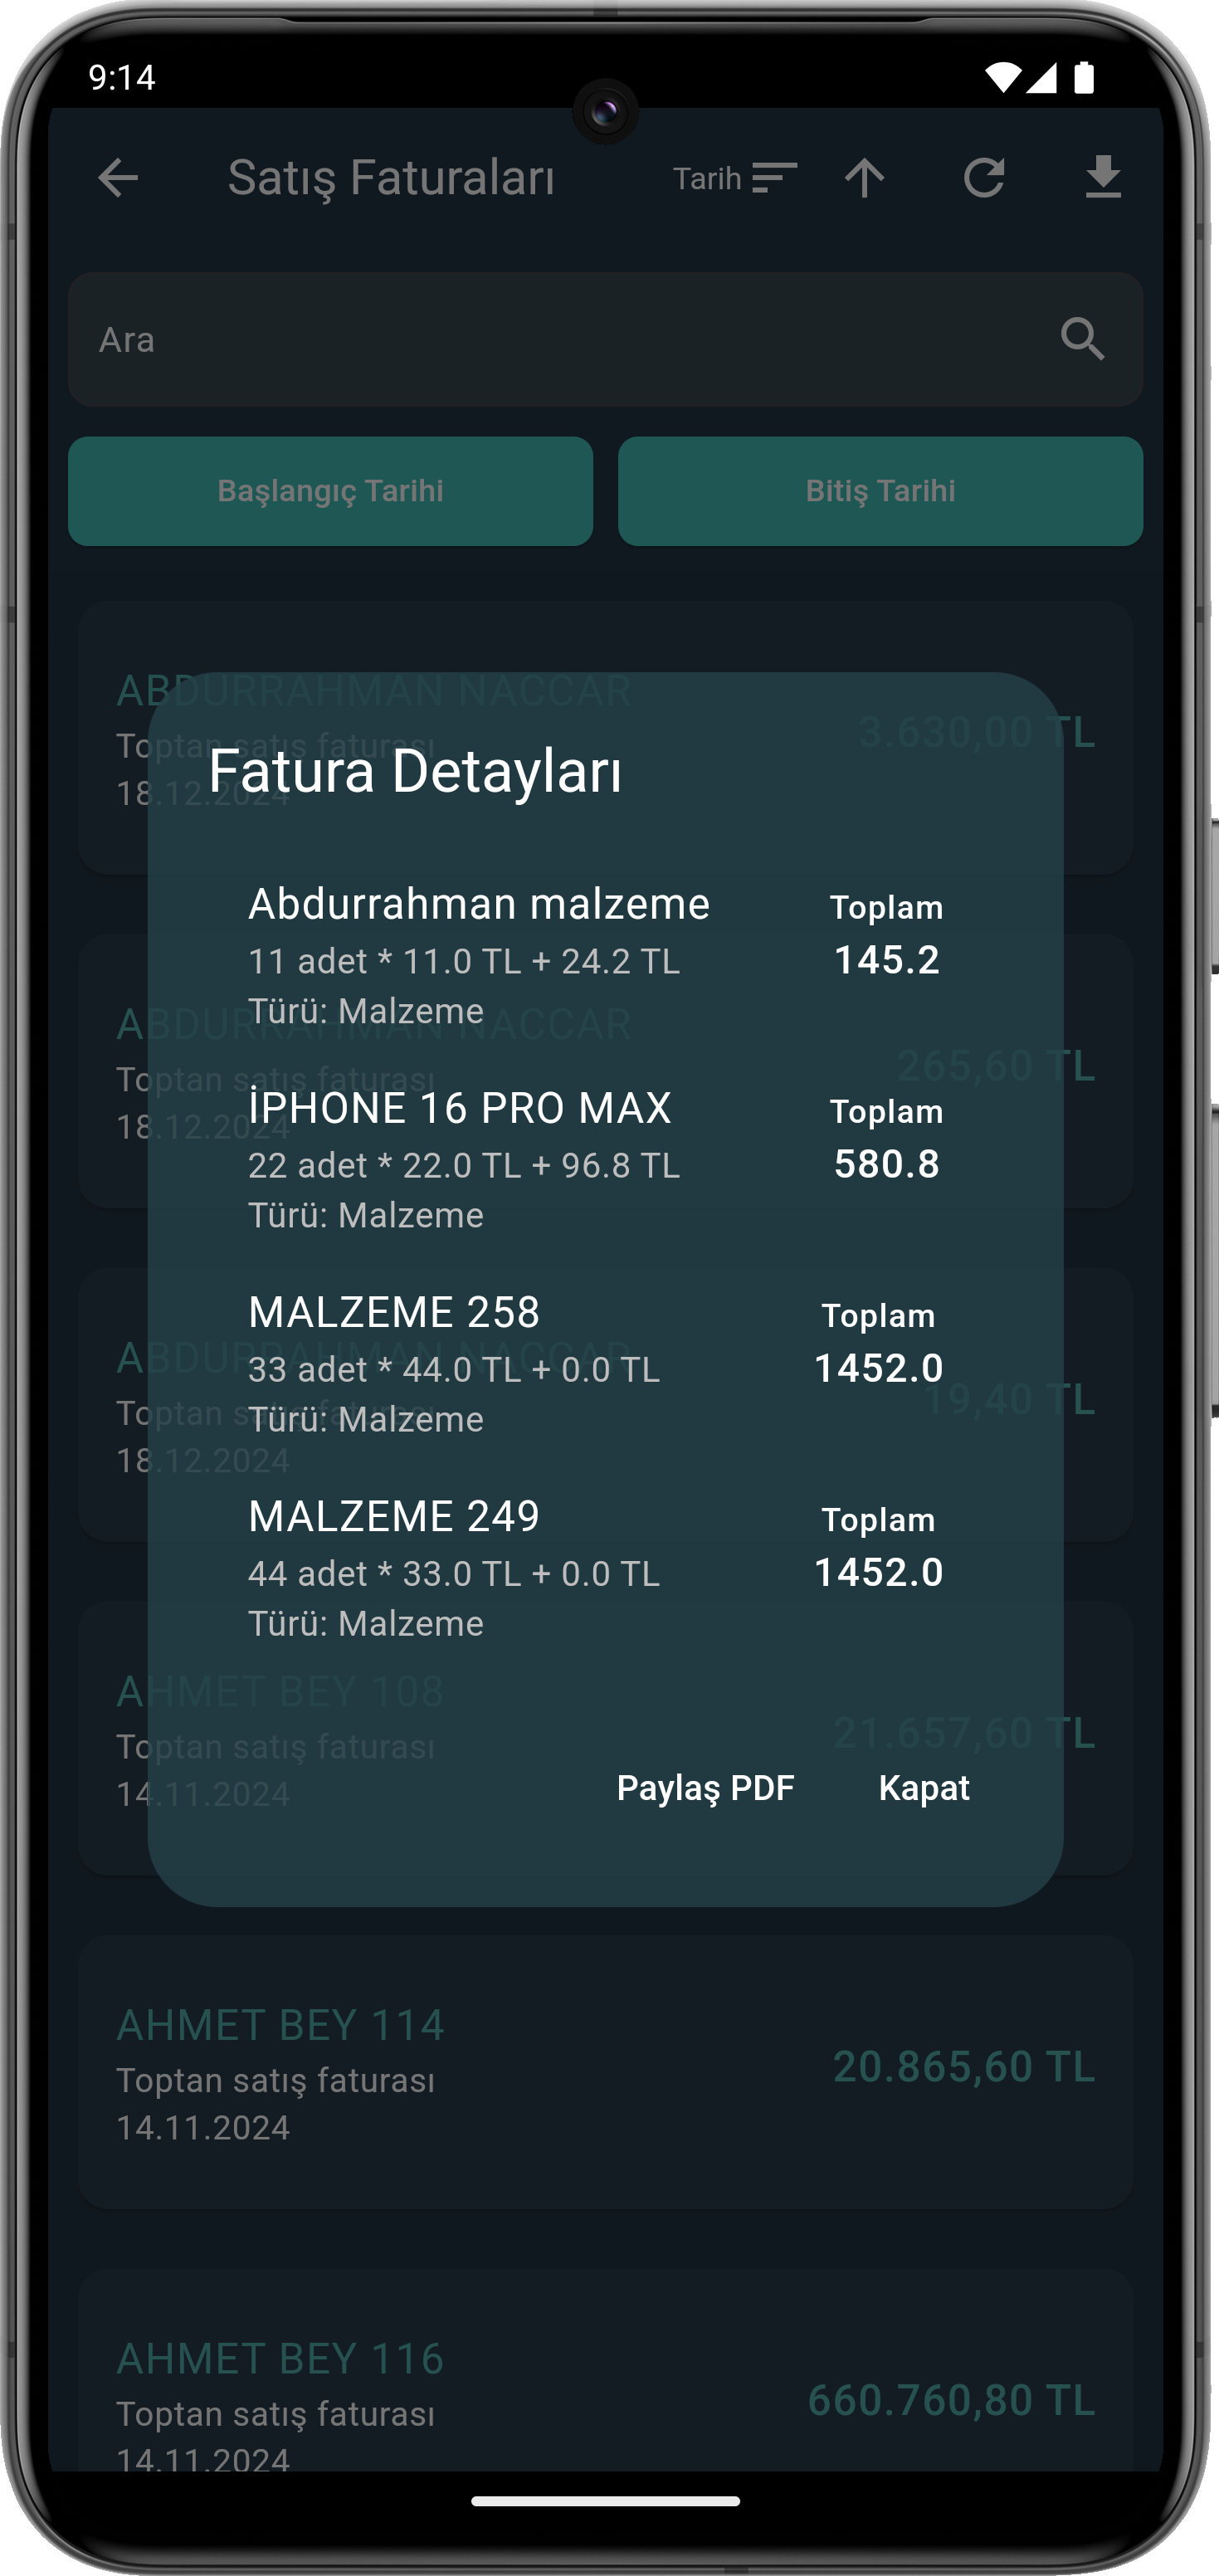 9:14
Satış Faturaları
Tarih
Ara
Başlangıç Tarihi
Bitiş Tarihi
ABDURRAHMAN NACCAR
Toptan satış faturası
18.12.2024
3.630,00 TL
Fatura Detayları
Abdurrahman malzeme
11 adet * 11.0 TL + 24.2 TL
Türü: Malzeme
Toplam
145.2
ABDURRAHMAN NACCAR
Toptan satış faturası
18.12.2024
265,60 TL
İPHONE 16 PRO MAX
22 adet * 22.0 TL + 96.8 TL
Türü: Malzeme
Toplam
580.8
MALZEME 258
33 adet * 44.0 TL + 0.0 TL
Türü: Malzeme
Toplam
1452.0
ABDURRAHMAN NACCAR
Toptan satış faturası
18.12.2024
19,40 TL
MALZEME 249
44 adet * 33.0 TL + 0.0 TL
Türü: Malzeme
Toplam
1452.0
AHMET BEY 108
Toptan satış faturası
14.11.2024
21.657,60 TL
Paylaş PDF
Kapat
AHMET BEY 114
Toptan satış faturası
14.11.2024
20.865,60 TL
AHMET BEY 116
Toptan satış faturası
14.11.2024
660.760,80 TL